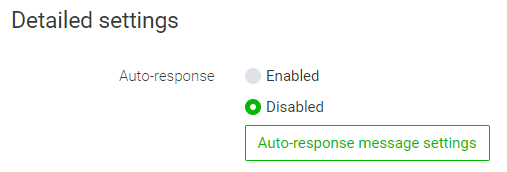 Detailed settings
Auto-response
Enabled
Disabled
Auto-response message settings